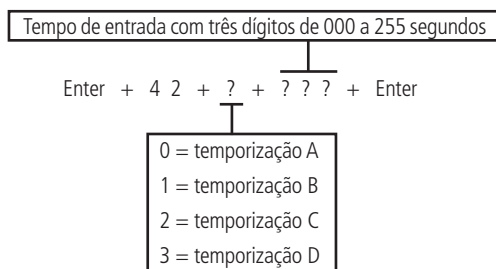 Tempo de entrada com três dígitos de 000 a 255 segundos
Enter + 4 2 + ? + ? ? ? + Enter
0 = temporização A
1 = temporização B
2 = temporização C
3 = temporização D